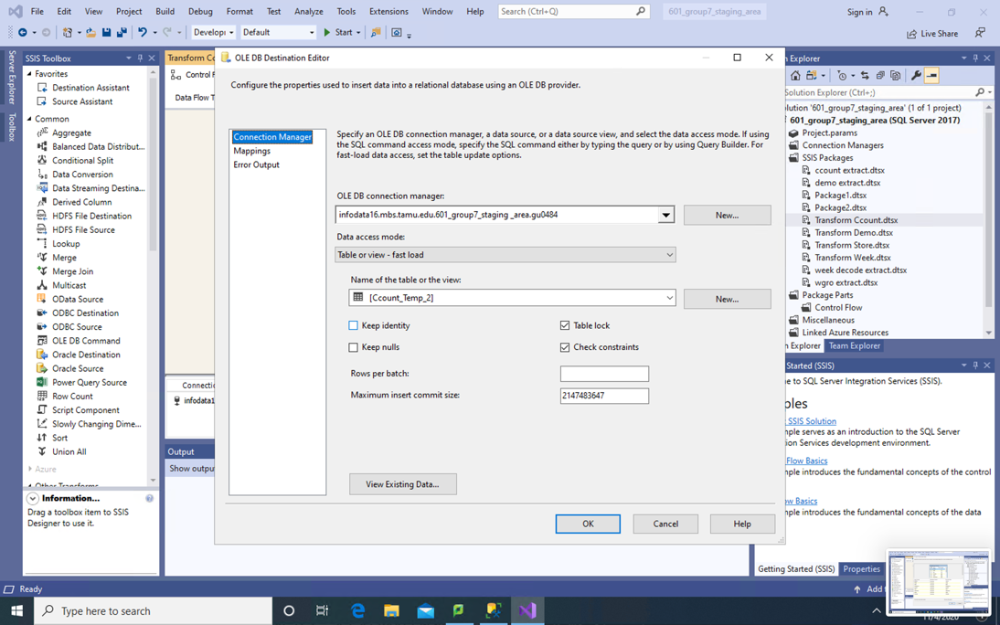 File Edit View Project Build Debug Format Test Analyze Tools Extensions Window Help Search (Ctrl+Q) 601_group7_staging_area Sign in
Default Start Live Share
Server Explorer
Toolbox
SSIS Toolbox
Favorites
Destination Assistant
Source Assistant
Common
Aggregate
Balanced Data Distribut...
Conditional Split
Data Conversion
Data Streaming Destina...
Derived Column
HDFS File Destination
HDFS File Source
Lookup
Merge
Merge Join
Multicast
OData Source
ODBC Destination
ODBC Source
OLE DB Command
Oracle Destination
Oracle Source
Power Query Source
Row Count
Script Component
Slowly Changing Dime...
Sort
Union All
Azure
Other Transforms
Information...
Drag a toolbox item to SSIS
Designer to use it.
Transform Cc
Control F
Data Flow T
Connectio
infodata1
Output
Show outpu
OLE DB Destination Editor
Configure the properties used to insert data into a relational database using an OLE DB provider.
Connection Manager
Mappings
Error Output
Specify an OLE DB connection manager, a data source, or a data source view, and select the data access mode. If using
the SQL command access mode, specify the SQL command either by typing the query or by using Query Builder. For
fast-load data access, set the table update options.
OLE DB connection manager:
infodata16.mbs.tamu.edu.601_group7_staging _area.gu0484 New...
Data access mode:
Table or view - fast load
Name of the table or the view:
[Ccount_Temp_2] New...
Keep identity Table lock
Keep nulls Check constraints
Rows per batch:
Maximum insert commit size: 2147483647
View Existing Data...
OK Cancel Help
n Explorer
Solution Explorer (Ctrl+;)
olution '601_group7_staging_area' (1 of 1 project)
601_group7_staging_area (SQL Server 2017)
Project.params
Connection Managers
SSIS Packages
ccount extract.dtsx
demo extract.dtsx
Package1.dtsx
Package2.dtsx
Transform Ccount.dtsx
Transform Demo.dtsx
Transform Store.dtsx
Transform Week.dtsx
week decode extract.dtsx
wgro extract.dtsx
Package Parts
Control Flow
Miscellaneous
Linked Azure Resources
n Explorer Team Explorer
Started (SSIS)
ne to SQL Server Integration Services (SSIS).
ples
SSIS Solution
mple serves as an introduction to the SQL Server
tion Services development environment.
Flow Basics
mple introduces the fundamental concepts of the control
w Basics
mple introduces the fundamental concepts of the data
Getting Started (SSIS) Properties
Ready
Type here to search
11/4/2020